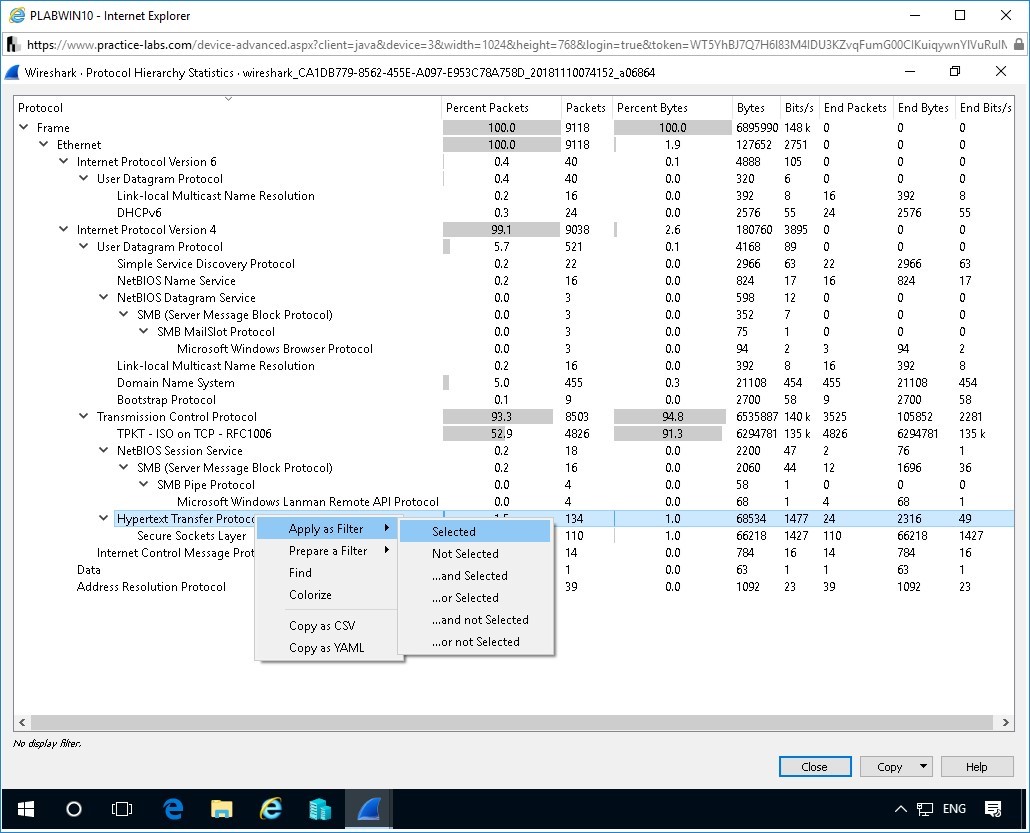 PLABWIN10 - Internet Explorer
https://www.practice-labs.com/device-advanced.aspx?client=java&device=3&width=1024&height=768&login=true&token=WT5YhBJ7Q7H6I83M4IDU3KZvqFumG00CIKuiqywnYIVuRuIN
Wireshark · Protocol Hierarchy Statistics · wireshark_CA1DB779-8562-455E-A097-E953C78A758D_20181110074152_a06864
Protocol Percent Packets Packets Percent Bytes Bytes Bits/s End Packets End Bytes End Bits/s
Frame 100.0 9118 100.0 6895990 148 k 0 0 0
Ethernet 100.0 9118 1.9 127652 2751 0 0 0
Internet Protocol Version 6 0.4 40 0.1 4888 105 0 0 0
User Datagram Protocol 0.4 40 0.0 320 6 0 0 0
Link-local Multicast Name Resolution 0.2 16 0.0 392 8 16 392 8
DHCPv6 0.3 24 0.0 2576 55 24 2576 55
Internet Protocol Version 4 99.1 9038 2.6 180760 3895 0 0 0
User Datagram Protocol 5.7 521 0.1 4168 89 0 0 0
Simple Service Discovery Protocol 0.2 22 0.0 2966 63 22 2966 63
NetBIOS Name Service 0.2 16 0.0 824 17 16 824 17
NetBIOS Datagram Service 0.0 3 0.0 598 12 0 0 0
SMB (Server Message Block Protocol) 0.0 3 0.0 352 7 0 0 0
SMB MailSlot Protocol 0.0 3 0.0 75 1 0 0 0
Microsoft Windows Browser Protocol 0.0 3 0.0 94 2 3 94 2
Link-local Multicast Name Resolution 0.2 16 0.0 392 8 16 392 8
Domain Name System 5.0 455 0.3 21108 454 455 21108 454
Bootstrap Protocol 0.1 9 0.0 2700 58 9 2700 58
Transmission Control Protocol 93.3 8503 94.8 6535887 140 k 3525 105852 2281
TPKT - ISO on TCP - RFC1006 52.9 4826 91.3 6294781 135 k 4826 6294781 135 k
NetBIOS Session Service 0.2 18 0.0 2200 47 2 76 1
SMB (Server Message Block Protocol) 0.2 16 0.0 2060 44 12 1696 36
SMB Pipe Protocol 0.0 4 0.0 58 1 0 0 0
Microsoft Windows Lanman Remote API Protocol 0.0 4 0.0 68 1 4 68 1
Hypertext Transfer Protoco 1.5 134 1.0 68534 1477 24 2316 49
Secure Sockets Layer 110 1.0 66218 1427 110 66218 1427
Internet Control Message Prot 14 0.0 784 16 14 784 16
Data 1 0.0 63 1 1 63 1
Address Resolution Protocol 39 0.0 1092 23 39 1092 23
Apply as Filter
Prepare a Filter
Find
Colorize
Copy as CSV
Copy as YAML
Selected
Not Selected
...and Selected
...or Selected
...and not Selected
...or not Selected
No display filter.
Close Copy Help
ENG